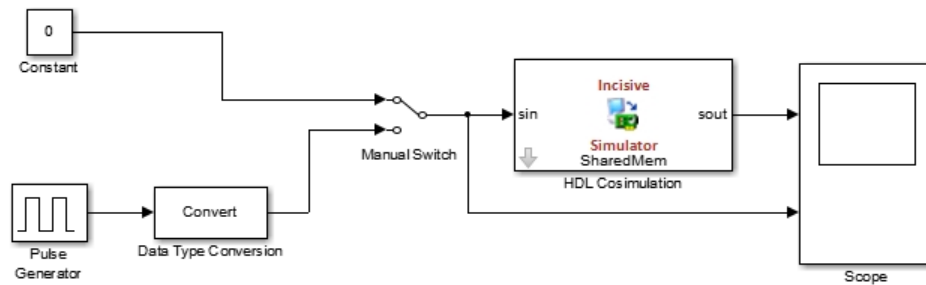 0
Constant
Manual Switch
Incisive
sin
sout
Simulator
SharedMem
HDL Cosimulation
Convert
Data Type Conversion
Pulse
Generator
Scope